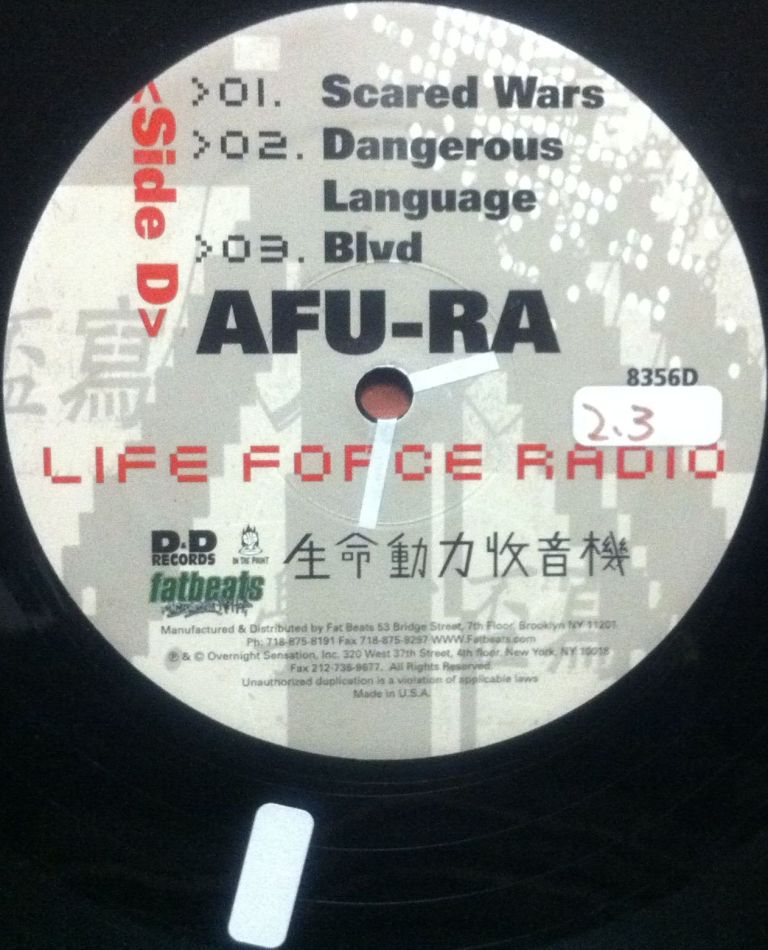 <Side D>
>01. Scared Wars
>02. Dangerous
Language
>03. Blvd
AFU-RA
8356D
2.3
LIFE FORCE RADIO
D&D
RECORDS
IN THE PAINT
fatbeats
生命動力收音機
Manufactured & Distributed by Fat Beats 53 Bridge Street, 7th Floor, Brooklyn NY 11201
Ph: 718-875-8191 Fax 718-875-9297 WWW.Fatbeats.com
℗ & © Overnight Sensation, Inc. 320 West 37th Street, 4th floor, New York, NY 10018
Fax 212-736-9677. All Rights Reserved.
Unauthorized duplication is a violation of applicable laws
Made in U.S.A.